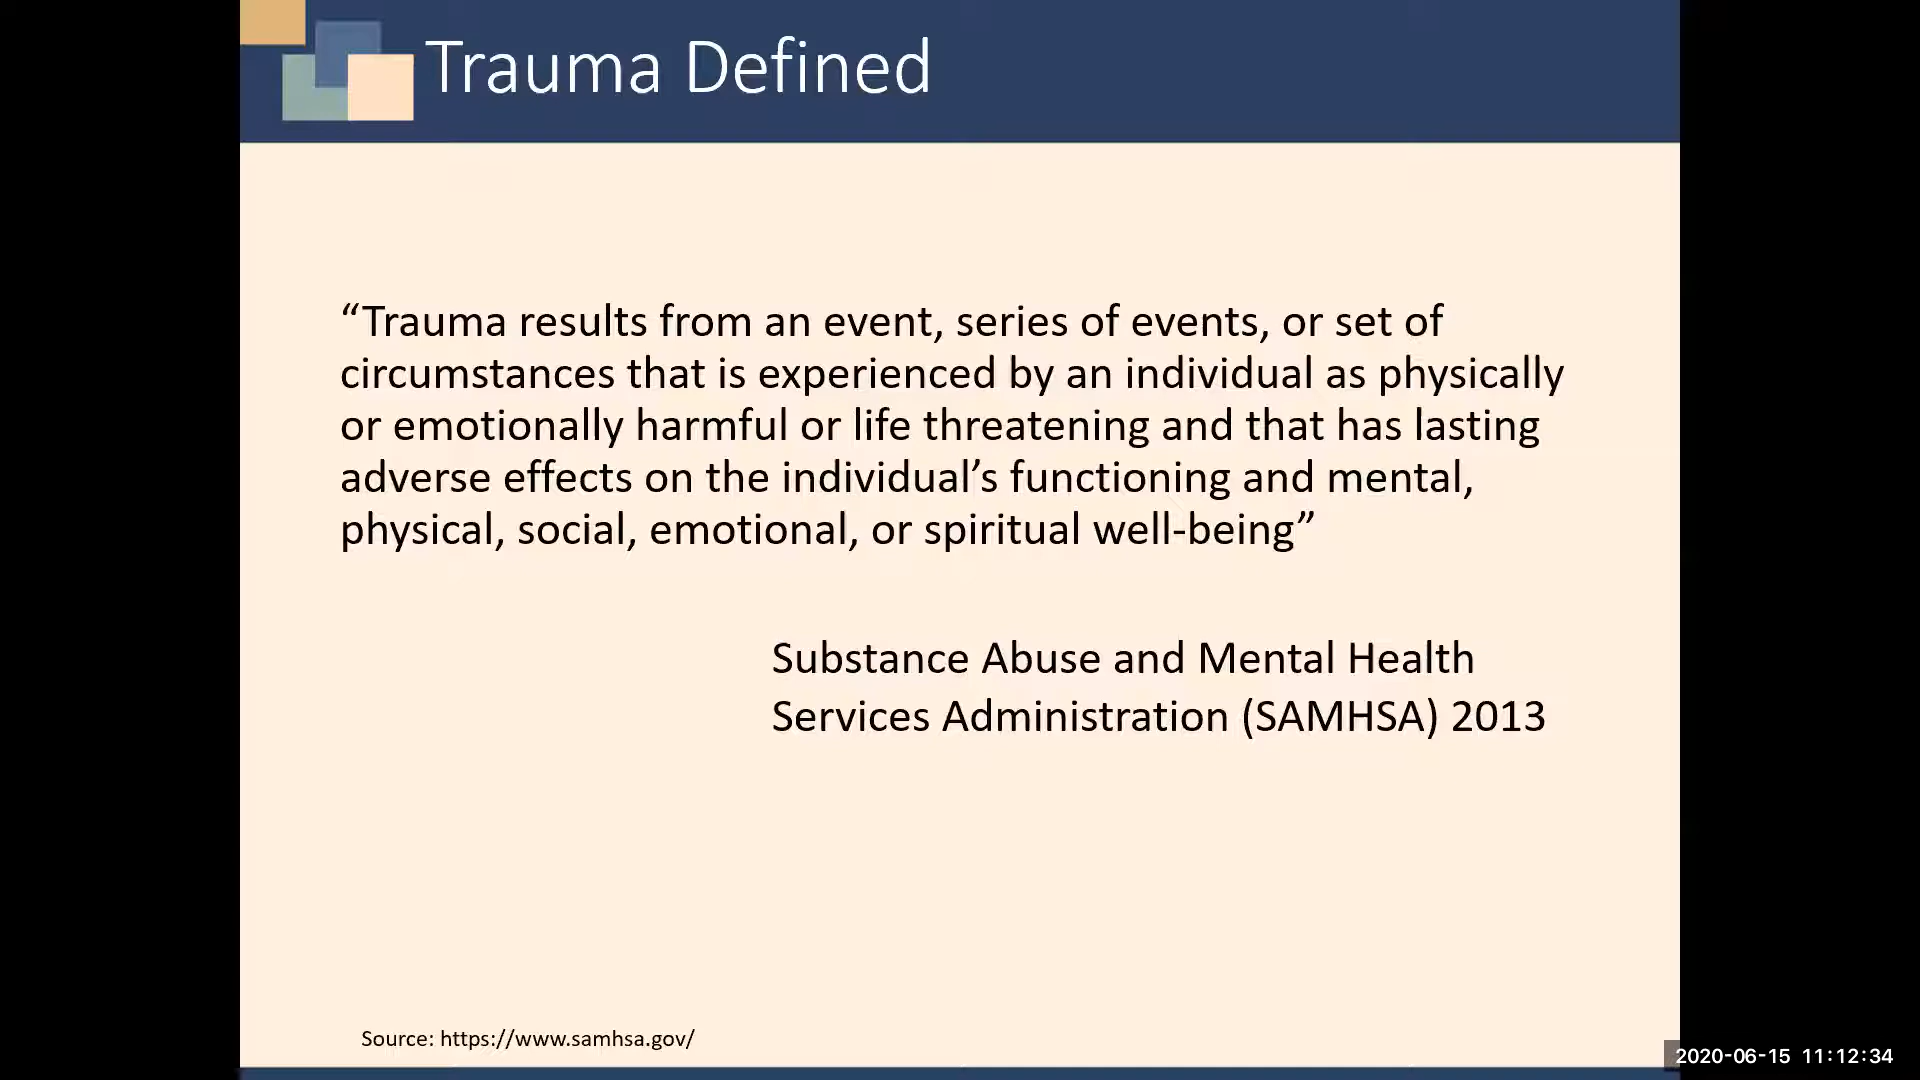 Trauma Defined
“Trauma results from an event, series of events, or set of
circumstances that is experienced by an individual as physically
or emotionally harmful or life threatening and that has lasting
adverse effects on the individual’s functioning and mental,
physical, social, emotional, or spiritual well-being”
Substance Abuse and Mental Health
Services Administration (SAMHSA) 2013
Source: https://www.samhsa.gov/
2020-06-15 11:12:34